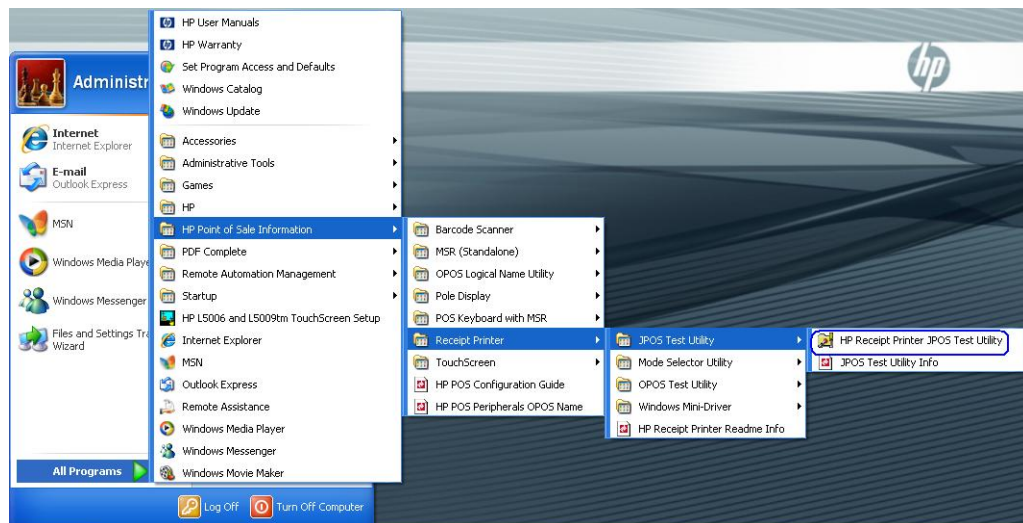 hp
Administr
Internet
Internet Explorer
E-mail
Outlook Express
MSN
Windows Media Playe
Windows Messenger
Files and Settings Tra
Wizard
All Programs
Log Off
Turn Off Computer
HP User Manuals
HP Warranty
Set Program Access and Defaults
Windows Catalog
Windows Update
Accessories
Administrative Tools
Games
HP
HP Point of Sale Information
PDF Complete
Remote Automation Management
Startup
HP L5006 and L5009tm TouchScreen Setup
Internet Explorer
MSN
Outlook Express
Remote Assistance
Windows Media Player
Windows Messenger
Windows Movie Maker
Barcode Scanner
MSR (Standalone)
OPOS Logical Name Utility
Pole Display
POS Keyboard with MSR
Receipt Printer
TouchScreen
HP POS Configuration Guide
HP POS Peripherals OPOS Name
JPOS Test Utility
Mode Selector Utility
OPOS Test Utility
Windows Mini-Driver
HP Receipt Printer Readme Info
HP Receipt Printer JPOS Test Utility
JPOS Test Utility Info